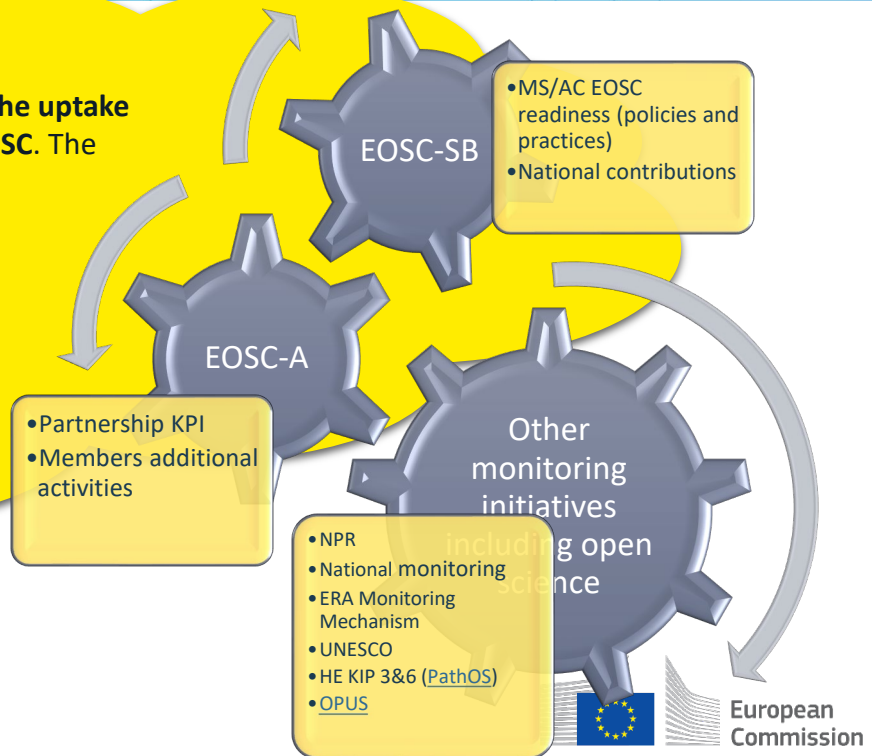 he uptake
SC. The
EOSC-SB
•MS/AC EOSC
readiness (policies and
practices)
•National contributions
EOSC-A
•Partnership KPI
•Members additional
activities
Other
monitoring
initiatives
including open
science
•NPR
•National monitoring
•ERA Monitoring
Mechanism
•UNESCO
•HE KIP 3&6 (PathOS)
•OPUS
European
Commission